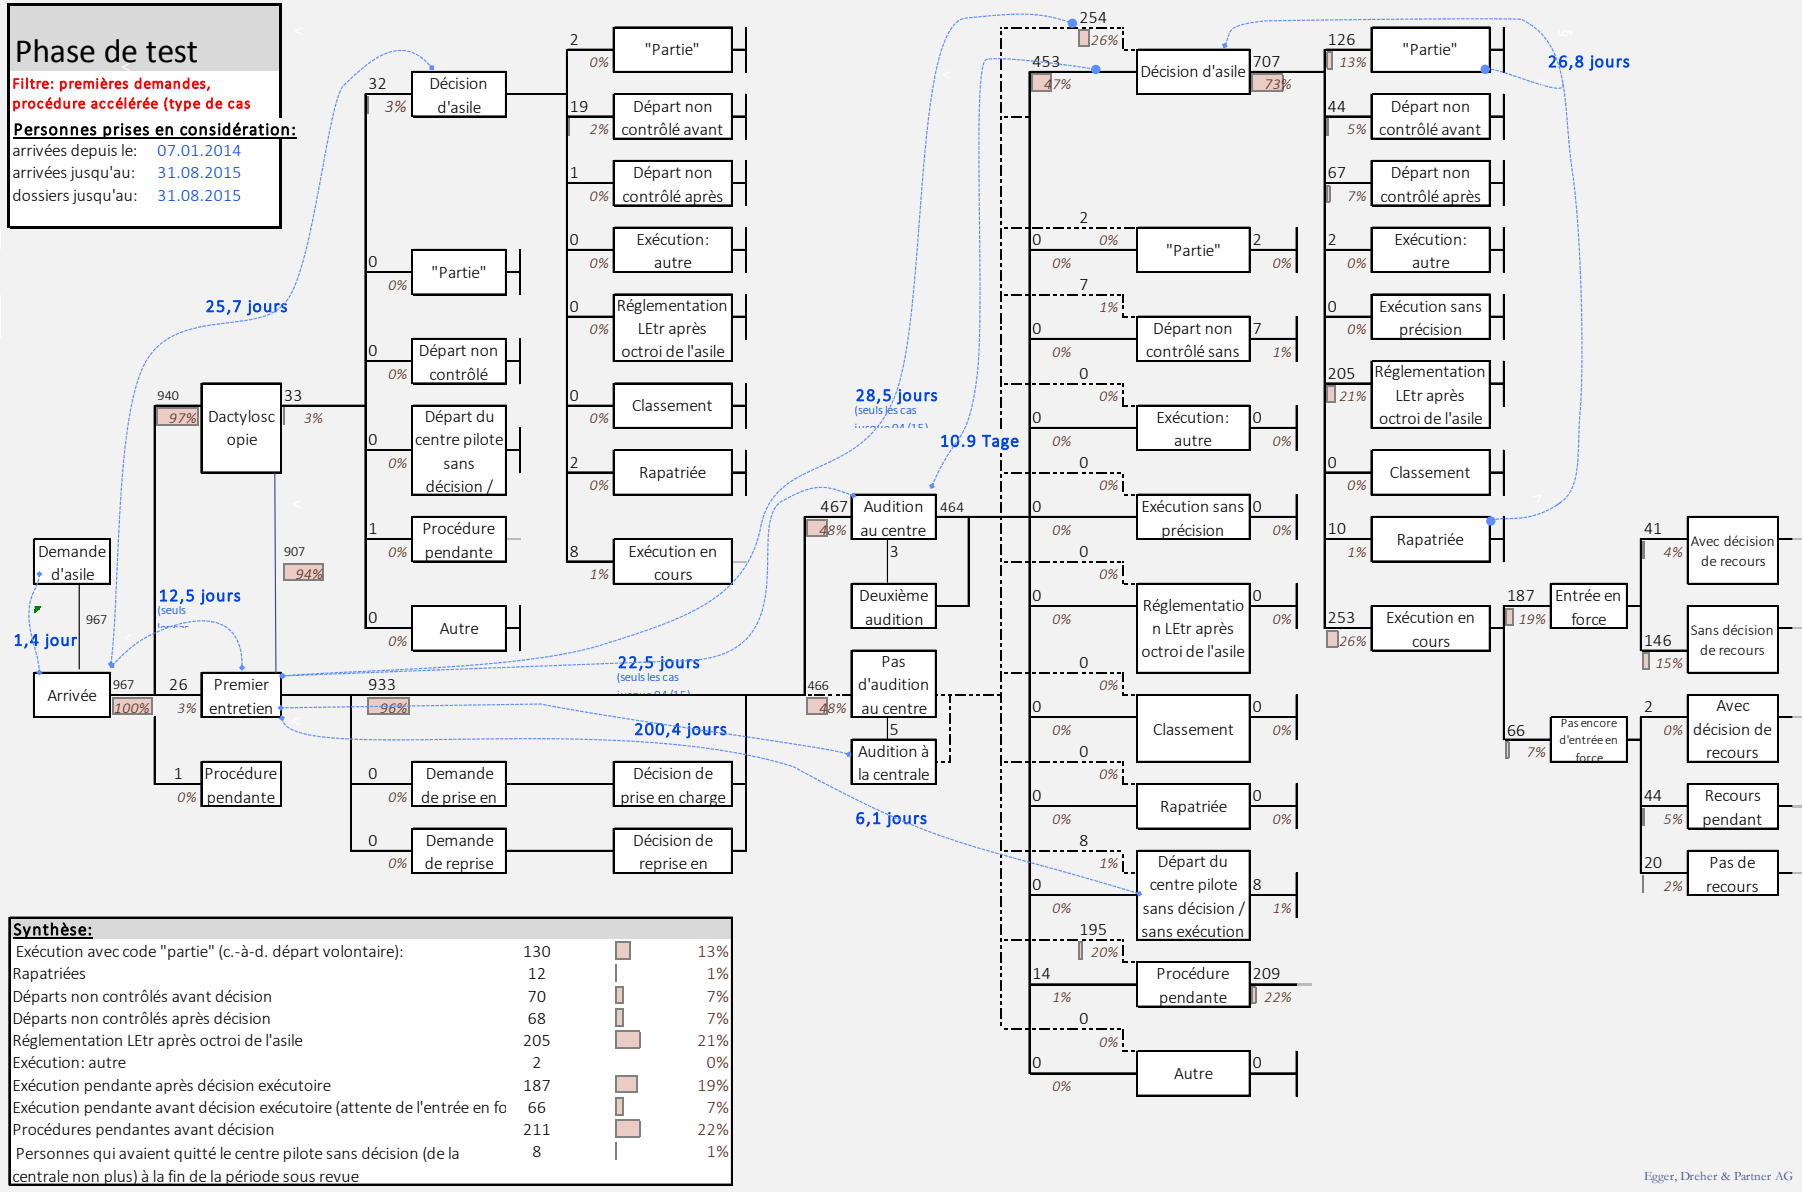 Phase de test
Filtre: premières demandes,
procédure accélérée (type de cas
Personnes prises en considération:
arrivées depuis le: 07.01.2014
arrivées jusqu'au: 31.08.2015
dossiers jusqu'au: 31.08.2015
25,7 jours
940
97%
Dactylosc
opie
33
3%
907
94%
Demande
d'asile
967
1,4 jour
12,5 jours
(seuls
Arrivée
967
100%
26
3%
Premier
entretien
933
96%
1
0%
Procédure
pendante
32
3%
Décision
d'asile
0
0%
"Partie"
0
0%
Départ non
contrôlé
0
0%
Départ du
centre pilote
sans
décision /
1
0%
Procédure
pendante
0
0%
Autre
0
0%
Demande
de prise en
Décision de
prise en charge
0
0%
Demande
de reprise
Décision de
reprise en
2
0%
"Partie"
19
2%
Départ non
contrôlé avant
1
0%
Départ non
contrôlé après
0
0%
Exécution:
autre
0
0%
Réglementation
LEtr après
octroi de l'asile
0
0%
Classement
2
0%
Rapatriée
8
1%
Exécution en
cours
22,5 jours
(seuls les cas
jusque 04/15)
200,4 jours
28,5 jours
(seuls les cas
jusque 04/15)
10.9 Tage
6,1 jours
467
48%
Audition
au centre
464
3
Deuxième
audition
466
48%
Pas
d'audition
au centre
5
Audition à
la centrale
254
26%
453
47%
Décision d'asile
707
73%
2
0%
0
0%
"Partie"
2
0%
7
1%
0
0%
Départ non
contrôlé sans
7
1%
0
0%
0
0%
Exécution:
autre
0
0%
0
0%
0
0%
Exécution sans
précision
0
0%
0
0%
0
0%
Réglementatio
n LEtr après
octroi de l'asile
0
0%
0
0%
0
0%
Classement
0
0%
0
0%
0
0%
Rapatriée
0
0%
8
1%
0
0%
Départ du
centre pilote
sans décision /
sans exécution
8
1%
195
20%
14
1%
Procédure
pendante
209
22%
0
0%
0
0%
Autre
0
26,8 jours
126
13%
"Partie"
44
5%
Départ non
contrôlé avant
67
7%
Départ non
contrôlé après
2
0%
Exécution:
autre
0
0%
Exécution sans
précision
205
21%
Réglementation
LEtr après
octroi de l'asile
0
0%
Classement
10
1%
Rapatriée
253
26%
Exécution en
cours
187
19%
Entrée en
force
41
4%
Avec décision
de recours
146
15%
Sans décision
de recours
66
7%
Pas encore
d'entrée en
force
2
0%
Avec
décision de
recours
44
5%
Recours
pendant
20
2%
Pas de
recours
Synthèse:
Exécution avec code "partie" (c.-à-d. départ volontaire): 130 13%
Rapatriées 12 1%
Départs non contrôlés avant décision 70 7%
Départs non contrôlés après décision 68 7%
Réglementation LEtr après octroi de l'asile 205 21%
Exécution: autre 2 0%
Exécution pendante après décision exécutoire 187 19%
Exécution pendante avant décision exécutoire (attente de l'entrée en fo 66 7%
Procédures pendantes avant décision 211 22%
Personnes qui avaient quitté le centre pilote sans décision (de la 8 1%
centrale non plus) à la fin de la période sous revue
Egger, Dreher & Partner AG